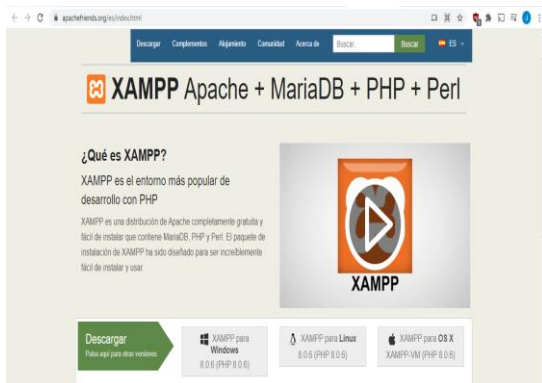 apachefriends.org/es/index.html
Descargar Complementos Alojamiento Comunidad Acerca de Buscar... Buscar ES
XAMPP Apache + MariaDB + PHP + Perl
¿Qué es XAMPP?
XAMPP es el entorno más popular de
desarrollo con PHP
XAMPP es una distribución de Apache completamente gratuita y
fácil de instalar que contiene MariaDB, PHP y Perl. El paquete de
instalación de XAMPP ha sido diseñado para ser increíblemente
fácil de instalar y usar.
XAMPP
Descargar
Pulsa aquí para otras versiones
XAMPP para
Windows
8.0.6 (PHP 8.0.6)
XAMPP para Linux
8.0.6 (PHP 8.0.6)
XAMPP para OS X
XAMPP-VM (PHP 8.0.6)